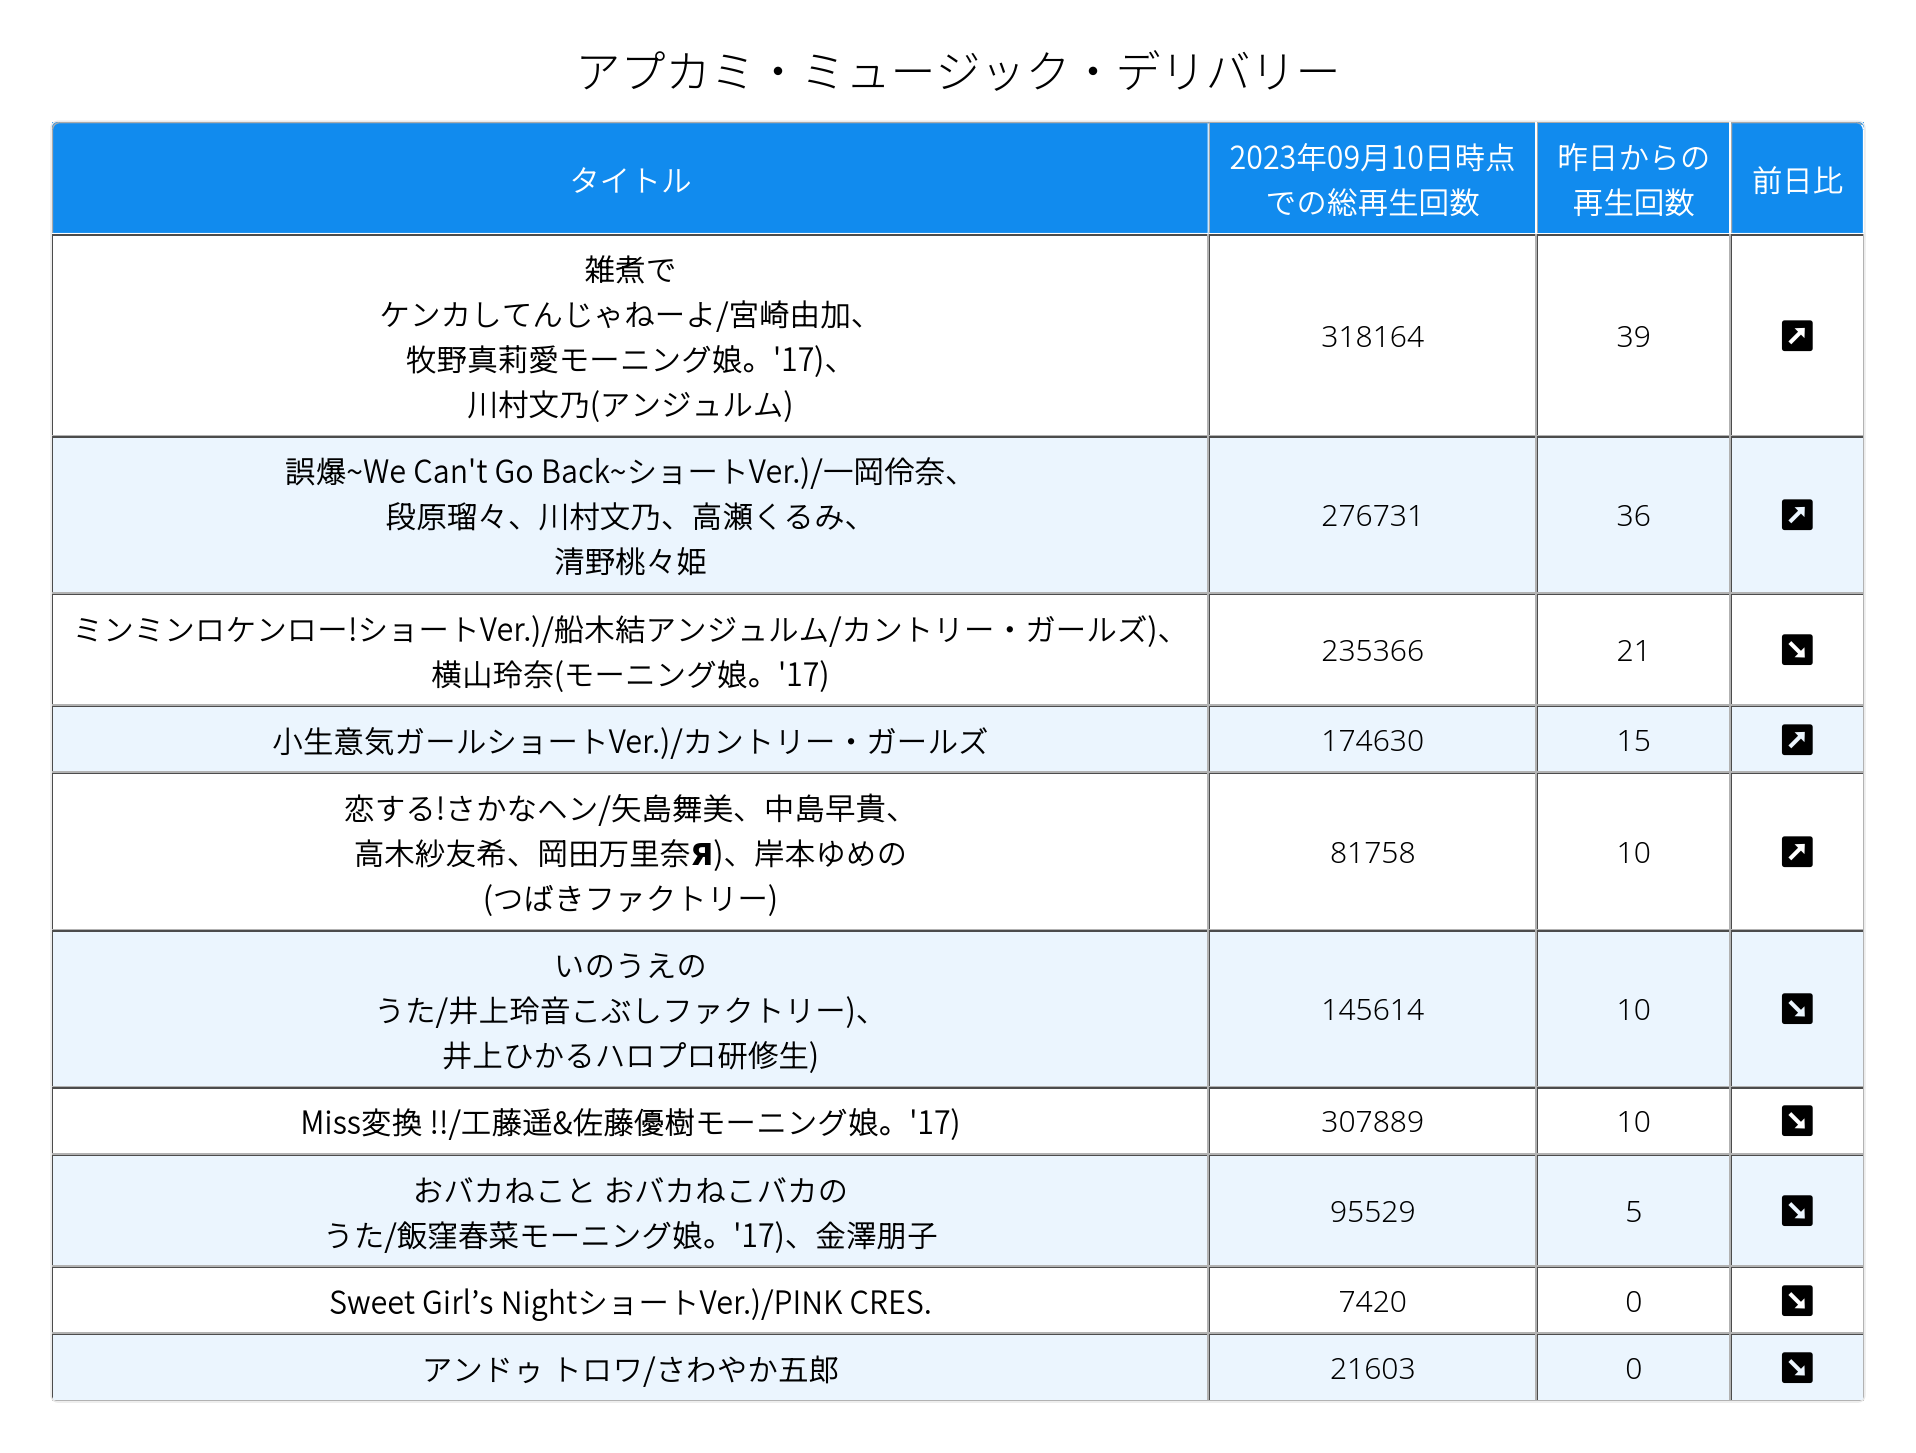 アプカミ・ミュージック・デリバリー
タイトル
2023年09月10日時点
での総再生回数
昨日からの
再生回数
前日比
雑煮で
ケンカしてんじゃねーよ/宮崎由加、
牧野真莉愛モーニング娘。'17)、
川村文乃(アンジュルム)
318164
39
誤爆~We Can't Go Back~ショートVer.)/一岡伶奈、
段原瑠々、川村文乃、高瀬くるみ、
清野桃々姫
276731
36
ミンミンロケンロー!ショートVer.)/船木結アンジュルム/カントリー・ガールズ)、
横山玲奈(モーニング娘。'17)
235366
21
小生意気ガールショートVer.)/カントリー・ガールズ
174630
15
恋する!さかなヘン/矢島舞美、中島早貴、
高木紗友希、岡田万里奈Я)、岸本ゆめの
(つばきファクトリー)
81758
10
いのうえの
うた/井上玲音こぶしファクトリー)、
井上ひかるハロプロ研修生)
145614
10
Miss変換 !!/工藤遥&佐藤優樹モーニング娘。'17)
307889
10
おバカねこと おバカねこバカの
うた/飯窪春菜モーニング娘。'17)、金澤朋子
95529
5
Sweet Girl’s NightショートVer.)/PINK CRES.
7420
0
アンドゥ トロワ/さわやか五郎
21603
0